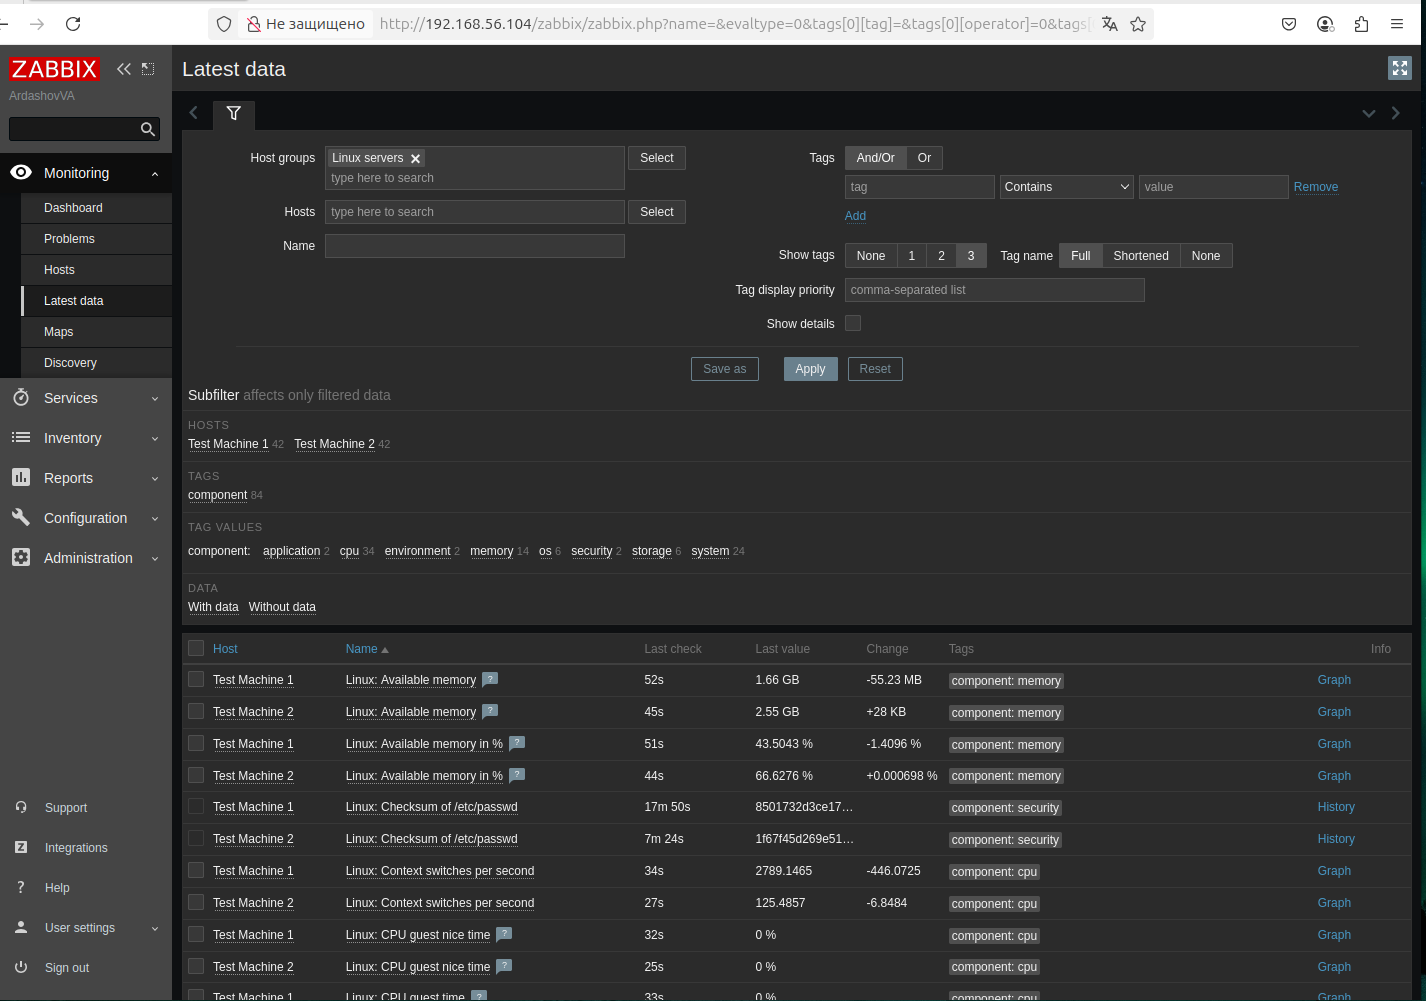 Не защищено http://192.168.56.104/zabbix/zabbix.php?name=&evaltype=0&tags[0][tag]=&tags[0][operator]=0&tags[
ZABBIX
ArdashovVA
Monitoring
Dashboard
Problems
Hosts
Latest data
Maps
Discovery
Services
Inventory
Reports
Configuration
Administration
Support
Integrations
Help
User settings
Sign out
Latest data
Host groups Linux servers
type here to search
Select
Hosts type here to search Select
Name
Tags And/Or Or
tag Contains value Remove
Add
Show tags None 1 2 3 Tag name Full Shortened None
Tag display priority comma-separated list
Show details
Save as Apply Reset
Subfilter affects only filtered data
HOSTS
Test Machine 1 42 Test Machine 2 42
TAGS
component 84
TAG VALUES
component: application 2 cpu 34 environment 2 memory 14 os 6 security 2 storage 6 system 24
DATA
With data Without data
Host Name Last check Last value Change Tags Info
Test Machine 1 Linux: Available memory ? 52s 1.66 GB -55.23 MB component: memory Graph
Test Machine 2 Linux: Available memory ? 45s 2.55 GB +28 KB component: memory Graph
Test Machine 1 Linux: Available memory in % ? 51s 43.5043 % -1.4096 % component: memory Graph
Test Machine 2 Linux: Available memory in % ? 44s 66.6276 % +0.000698 % component: memory Graph
Test Machine 1 Linux: Checksum of /etc/passwd 17m 50s 8501732d3ce17... component: security History
Test Machine 2 Linux: Checksum of /etc/passwd 7m 24s 1f67f45d269e51... component: security History
Test Machine 1 Linux: Context switches per second 34s 2789.1465 -446.0725 component: cpu Graph
Test Machine 2 Linux: Context switches per second 27s 125.4857 -6.8484 component: cpu Graph
Test Machine 1 Linux: CPU guest nice time ? 32s 0 % component: cpu Graph
Test Machine 2 Linux: CPU guest nice time ? 25s 0 % component: cpu Graph
Test Machine 1 Linux: CPU guest time ? 33s 0 % component: cpu Graph